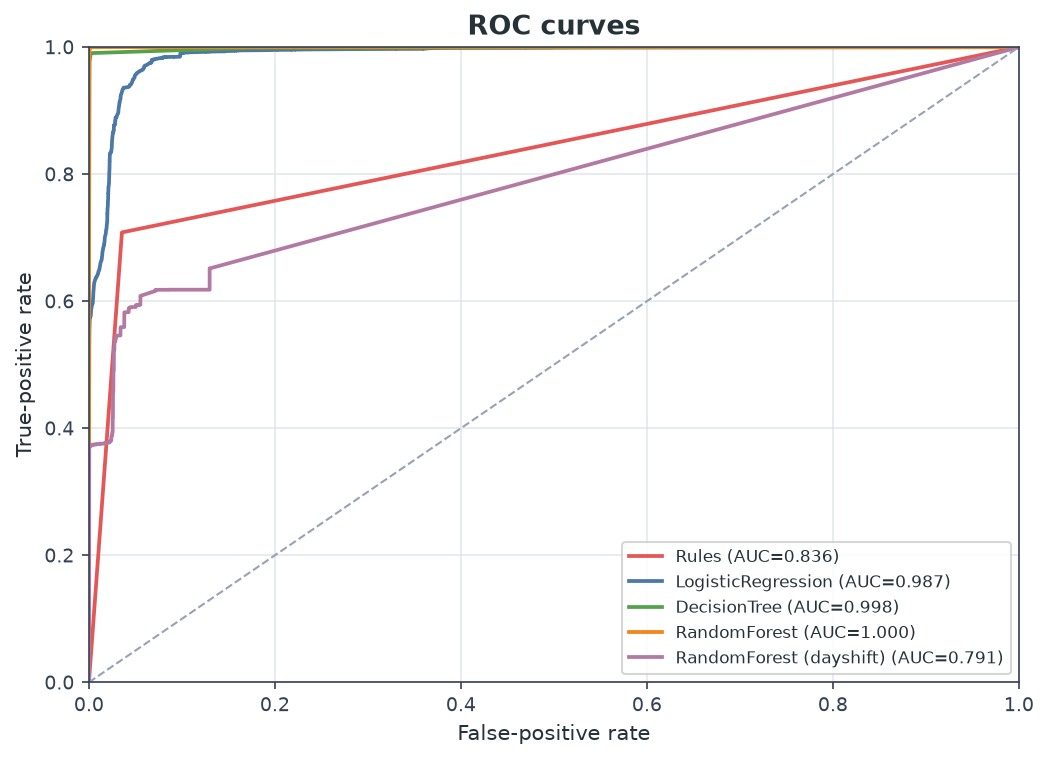 ROC curves
1.0
0.8
0.6
0.4
0.2
0.0
True-positive rate
Rules (AUC=0.836)
LogisticRegression (AUC=0.987)
DecisionTree (AUC=0.998)
RandomForest (AUC=1.000)
RandomForest (dayshift) (AUC=0.791)
0.0 0.2 0.4 0.6 0.8 1.0
False-positive rate